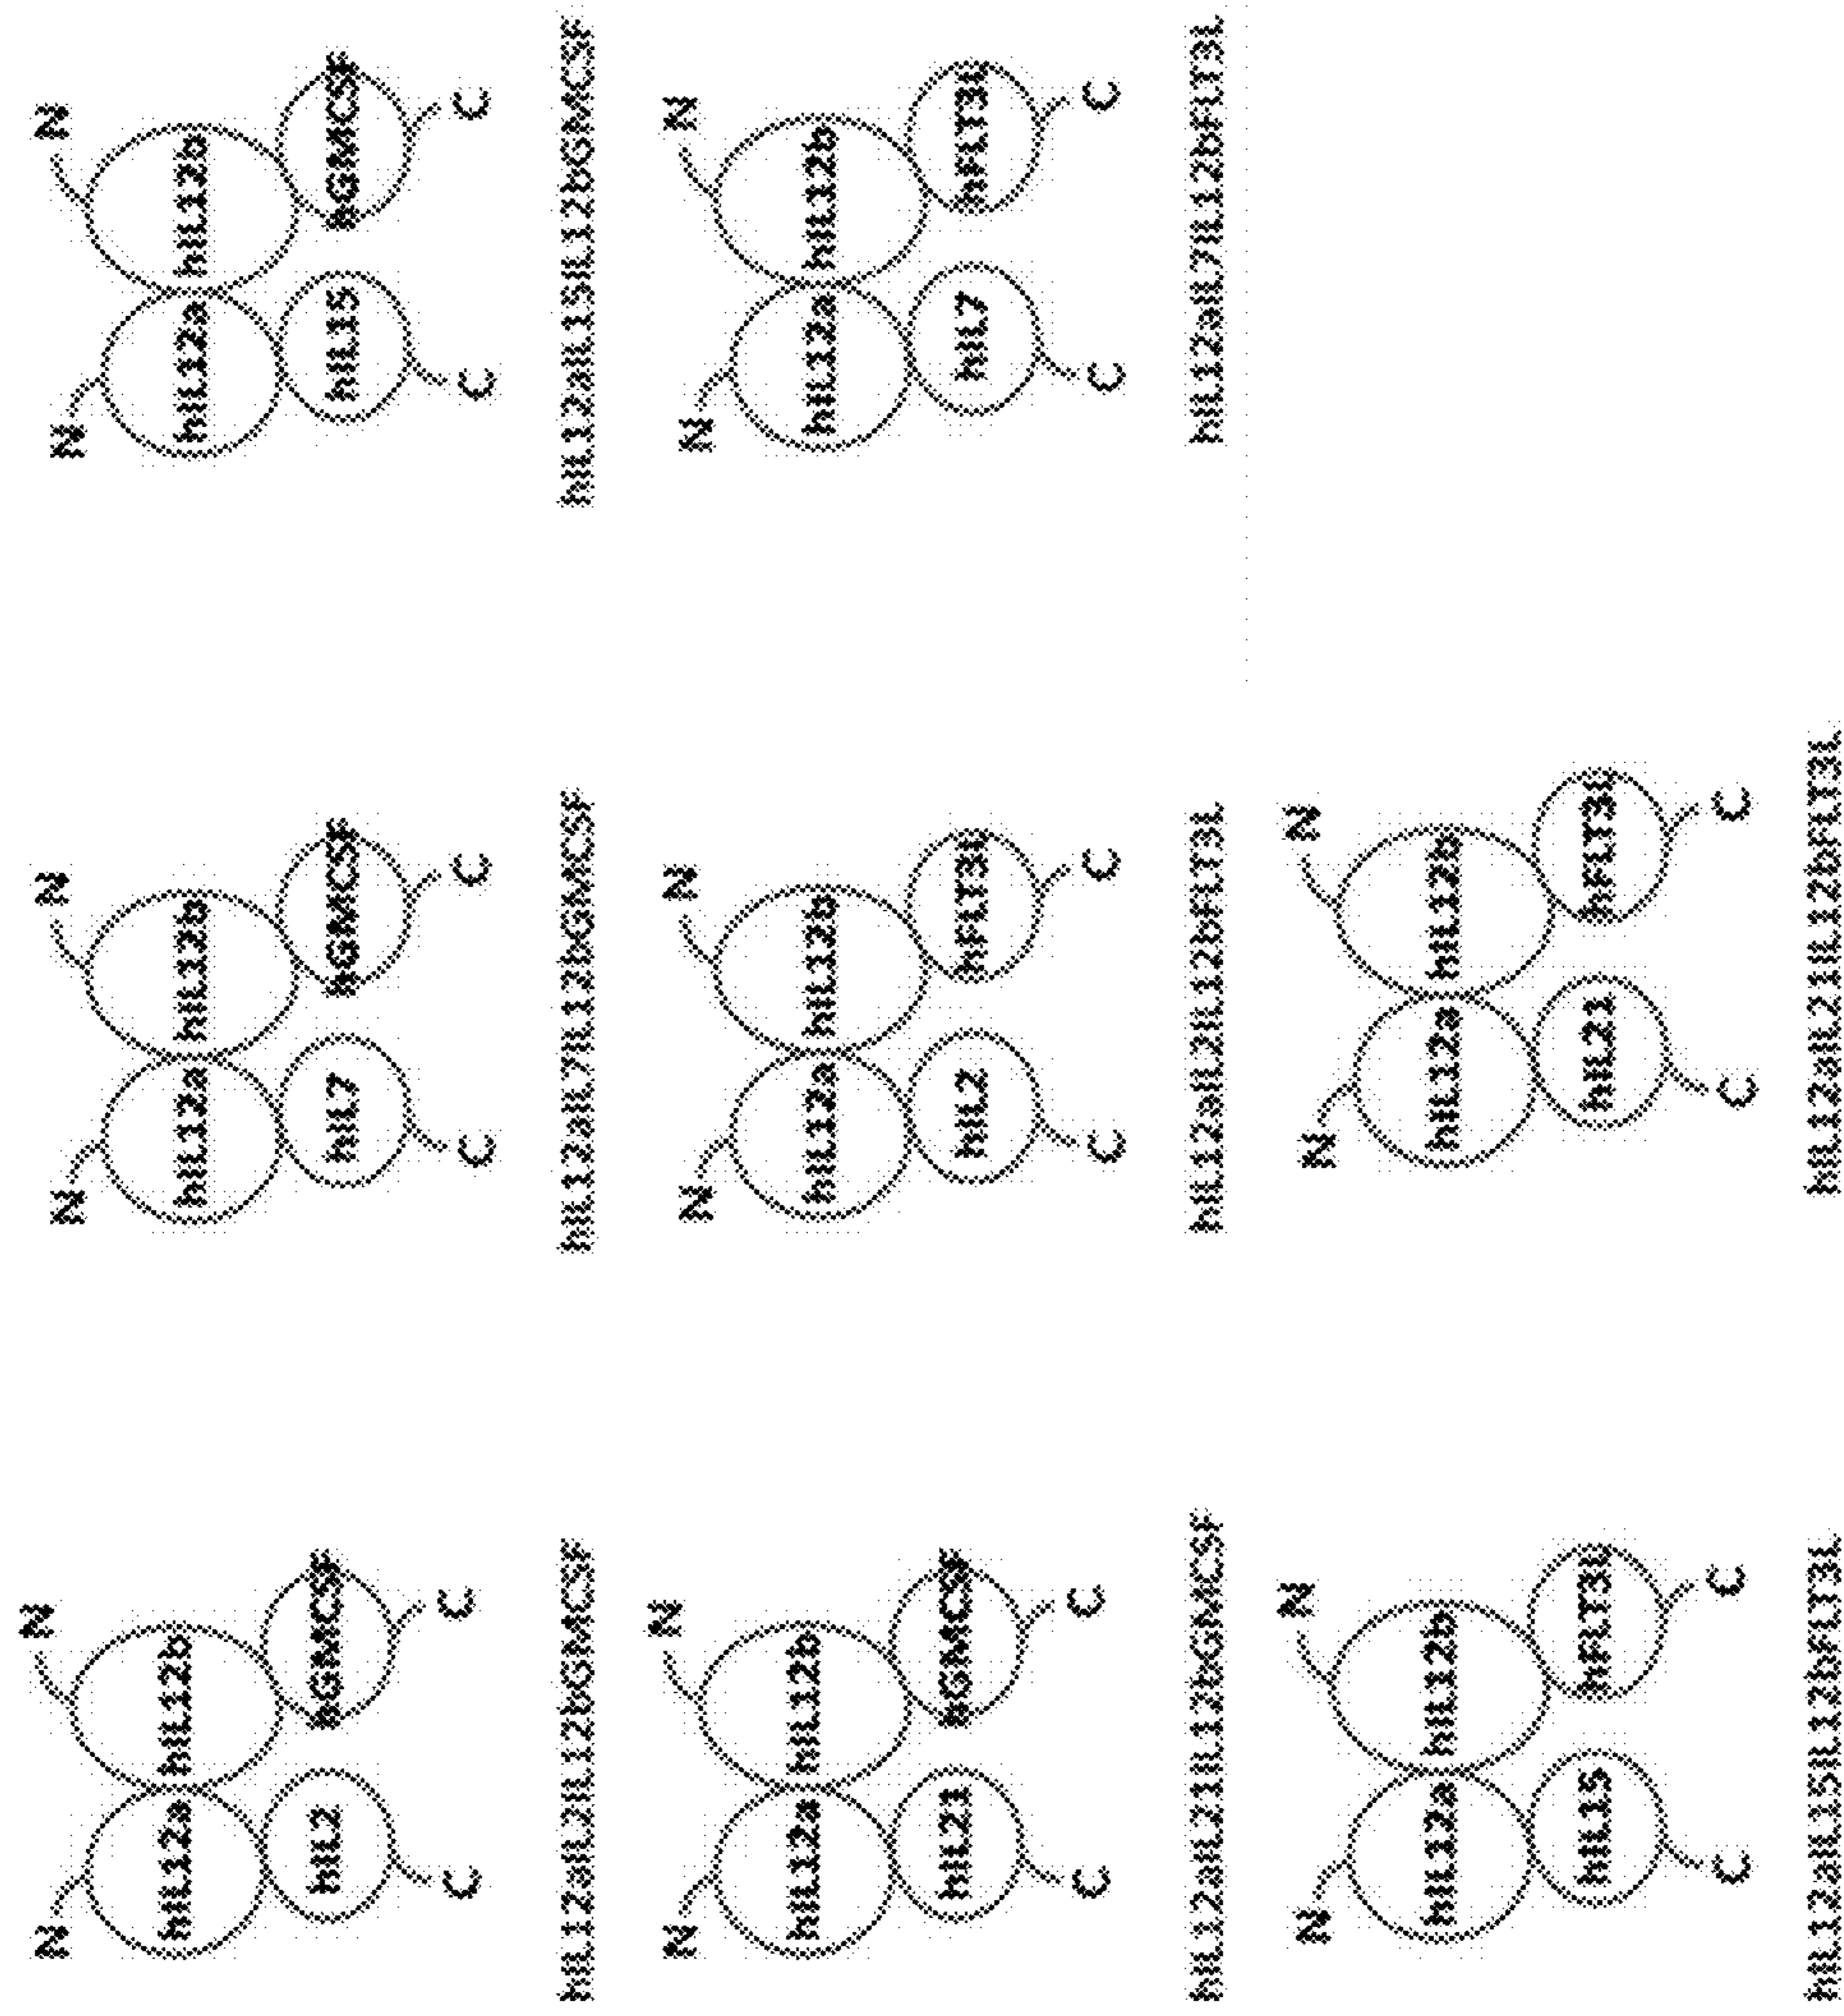 N N
hIL12a hIL12b
hIL2 hGMCSF
C C
hIL12aIL2IL12bGMCSF
N N
hIL12a hIL12b
hIL7 hGMCSF
C C
hIL12aIL7IL12bGMCSF
N N
hIL12a hIL12b
hIL15 hGMCSF
C C
hIL12aIL15IL12bGMCSF
N N
hIL12a hIL12b
hIL21 hGMCSF
C C
hIL12aIL21IL12bGMCSF
N N
hIL12a hIL12b
hIL2 hFLT3L
C C
hIL12aIL2IL12bFLT3L
N N
hIL12a hIL12b
hIL7 hFLT3L
C C
hIL12aIL7IL12bFLT3L
N N
hIL12a hIL12b
hIL15 hFLT3L
C C
hIL12aIL15IL12bFLT3L
N N
hIL12a hIL12b
hIL21 hFLT3L
C C
hIL12aIL21IL12bFLT3L